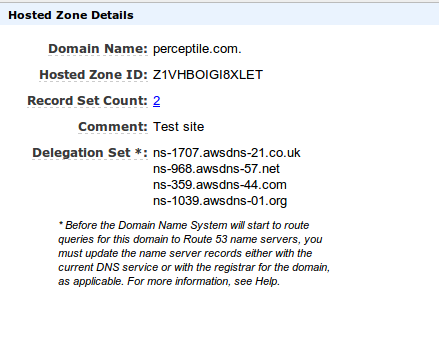 Hosted Zone Details
Domain Name: perceptile.com.
Hosted Zone ID: Z1VHBOIGI8XLET
Record Set Count: 2
Comment: Test site
Delegation Set *: ns-1707.awsdns-21.co.uk
ns-968.awsdns-57.net
ns-359.awsdns-44.com
ns-1039.awsdns-01.org
* Before the Domain Name System will start to route
queries for this domain to Route 53 name servers, you
must update the name server records either with the
current DNS service or with the registrar for the domain,
as applicable. For more information, see Help.